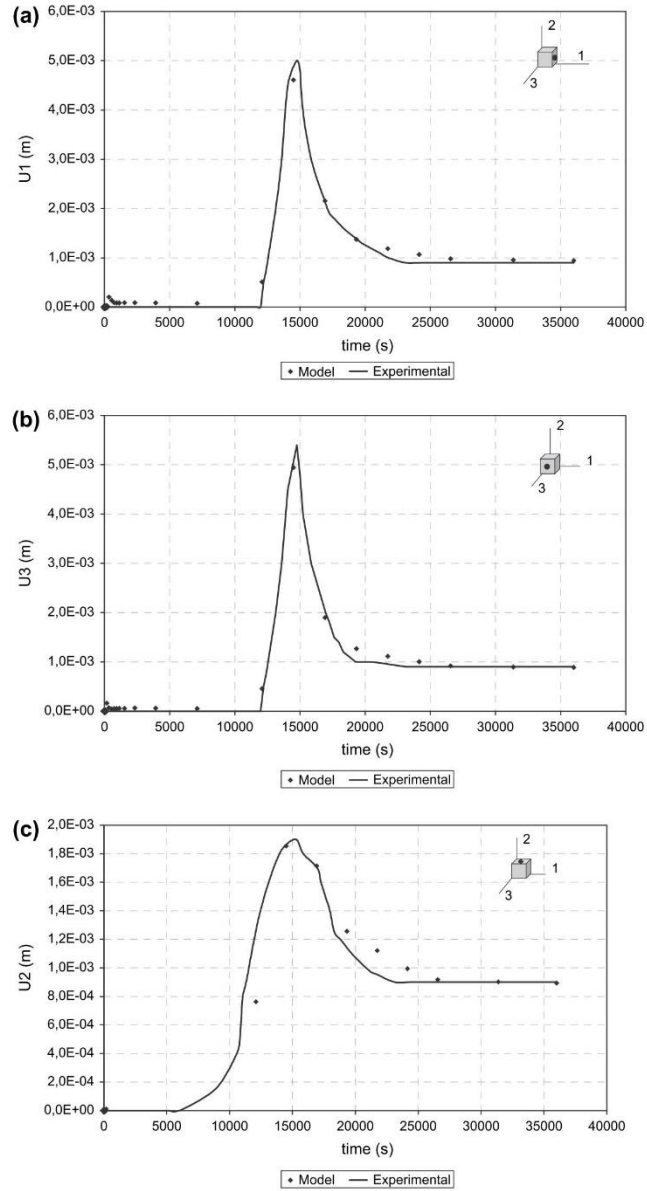 (a)
6,0E-03
5,0E-03
4,0E-03
3,0E-03
2,0E-03
1,0E-03
0,0E+00
U1 (m)
2
1
3
0 5000 10000 15000 20000 25000 30000 35000 40000
time (s)
Model Experimental
(b)
6,0E-03
5,0E-03
4,0E-03
3,0E-03
2,0E-03
1,0E-03
0,0E+00
U3 (m)
2
1
3
0 5000 10000 15000 20000 25000 30000 35000 40000
time (s)
Model Experimental
(c)
2,0E-03
1,8E-03
1,6E-03
1,4E-03
1,2E-03
1,0E-03
8,0E-04
6,0E-04
4,0E-04
2,0E-04
0,0E+00
U2 (m)
2
1
3
0 5000 10000 15000 20000 25000 30000 35000 40000
time (s)
Model Experimental